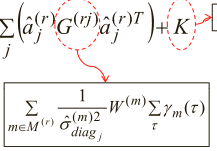 ∑_j ( â_j^{(r)} G^{(rj)} â_j^{(r)T} ) + K
∑_{m∈M^{(r)}} 1/σ̂_{diag_j}^{(m)2} W^{(m)} ∑_τ γ_m(τ)